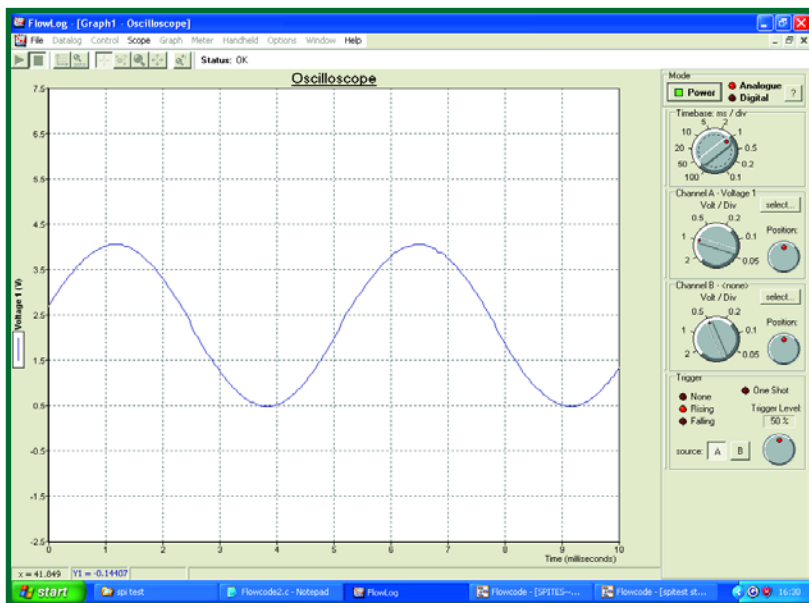 FlowLog - [Graph1 - Oscilloscope]
File Datalog Control Scope Graph Meter Handheld Options Window Help
Status: OK
Oscilloscope
7.5
6.5
5.5
4.5
3.5
2.5
1.5
0.5
-0.5
-1.5
-2.5
Voltage 1 (V)
0 1 2 3 4 5 6 7 8 9 10
Time (milliseconds)
Mode
Power
Analogue
Digital
?
Timebase: ms / div
5 2
10 1
20 0.5
50 0.2
100 0.1
Channel A - Voltage 1
Volt / Div
select...
0.5 0.2
1 0.1
2 0.05
Position:
Channel B - <none>
Volt / Div
select...
0.5 0.2
1 0.1
2 0.05
Position:
Trigger
None
Rising
Falling
One Shot
Trigger Level:
50 %
source: A B
x = 41.849 Y1 = -0.14407
start
spi test
Flowcode2.c - Notepad
FlowLog
Flowcode - [SPITES~...
Flowcode - [spitest st...
16:30